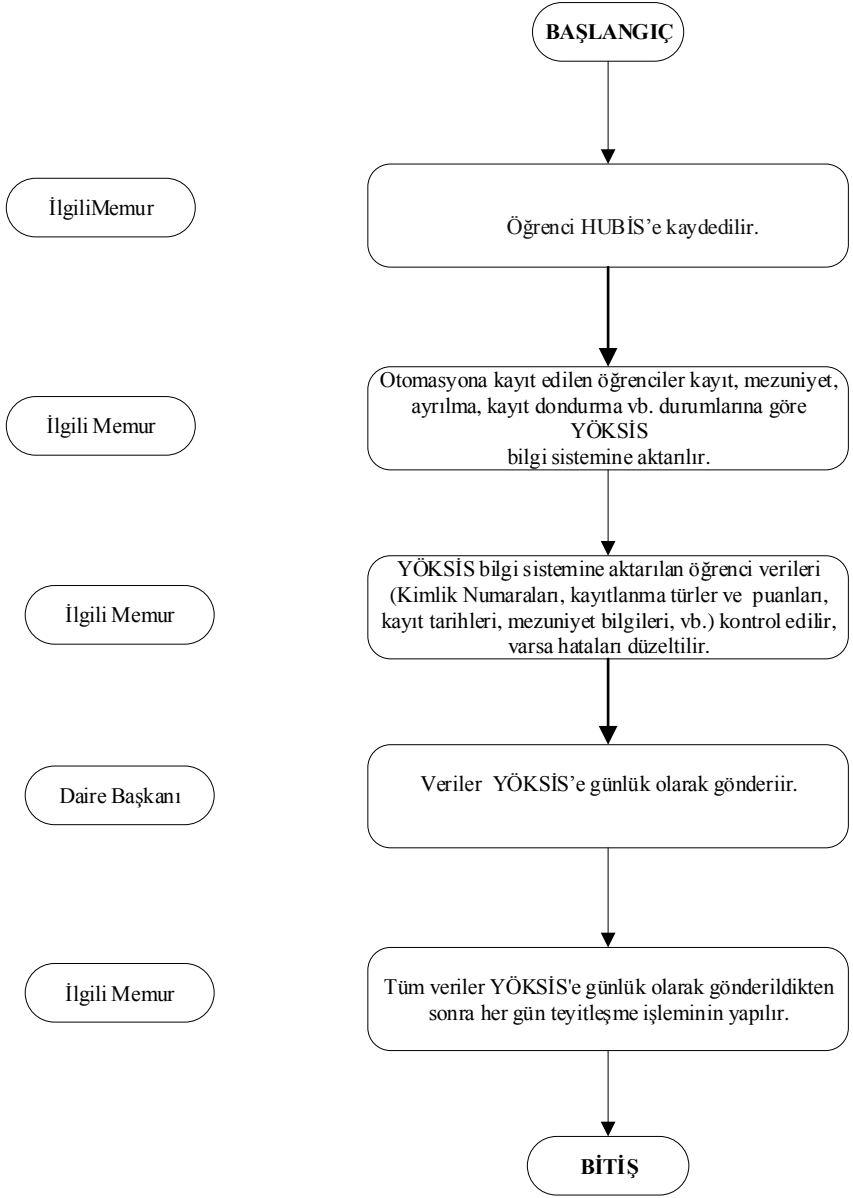 BAŞLANGIÇ
İlgiliMemur
Öğrenci HUBİS’e kaydedilir.
İlgili Memur
Otomasyona kayıt edilen öğrenciler kayıt, mezuniyet,
ayrılma, kayıt dondurma vb. durumlarına göre
YÖKSİS
bilgi sistemine aktarılır.
İlgili Memur
YÖKSİS bilgi sistemine aktarılan öğrenci verileri
(Kimlik Numaraları, kayıtlanma türler ve puanları,
kayıt tarihleri, mezuniyet bilgileri, vb.) kontrol edilir,
varsa hataları düzeltilir.
Daire Başkanı
Veriler YÖKSİS’e günlük olarak gönderiir.
İlgili Memur
Tüm veriler YÖKSİS'e günlük olarak gönderildikten
sonra her gün teyitleşme işleminin yapılır.
BİTİŞ